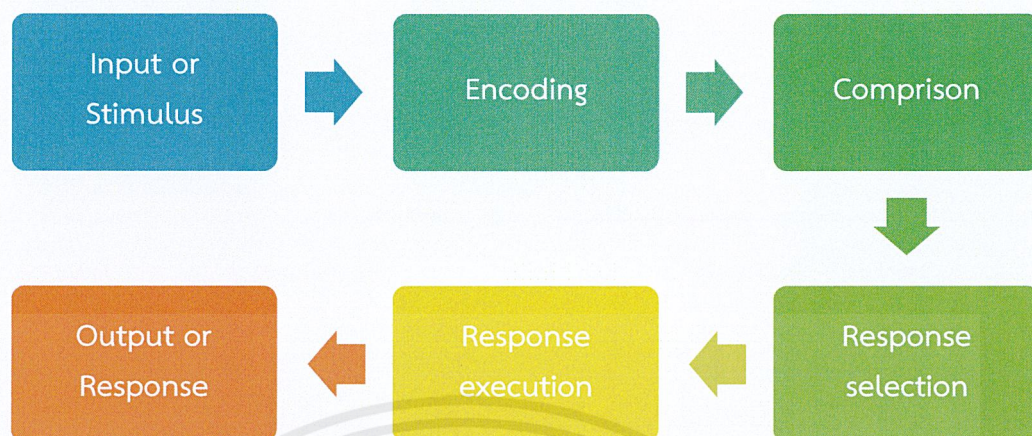 Input or
Stimulus
Encoding
Comprison
Response
selection
Response
execution
Output or
Response